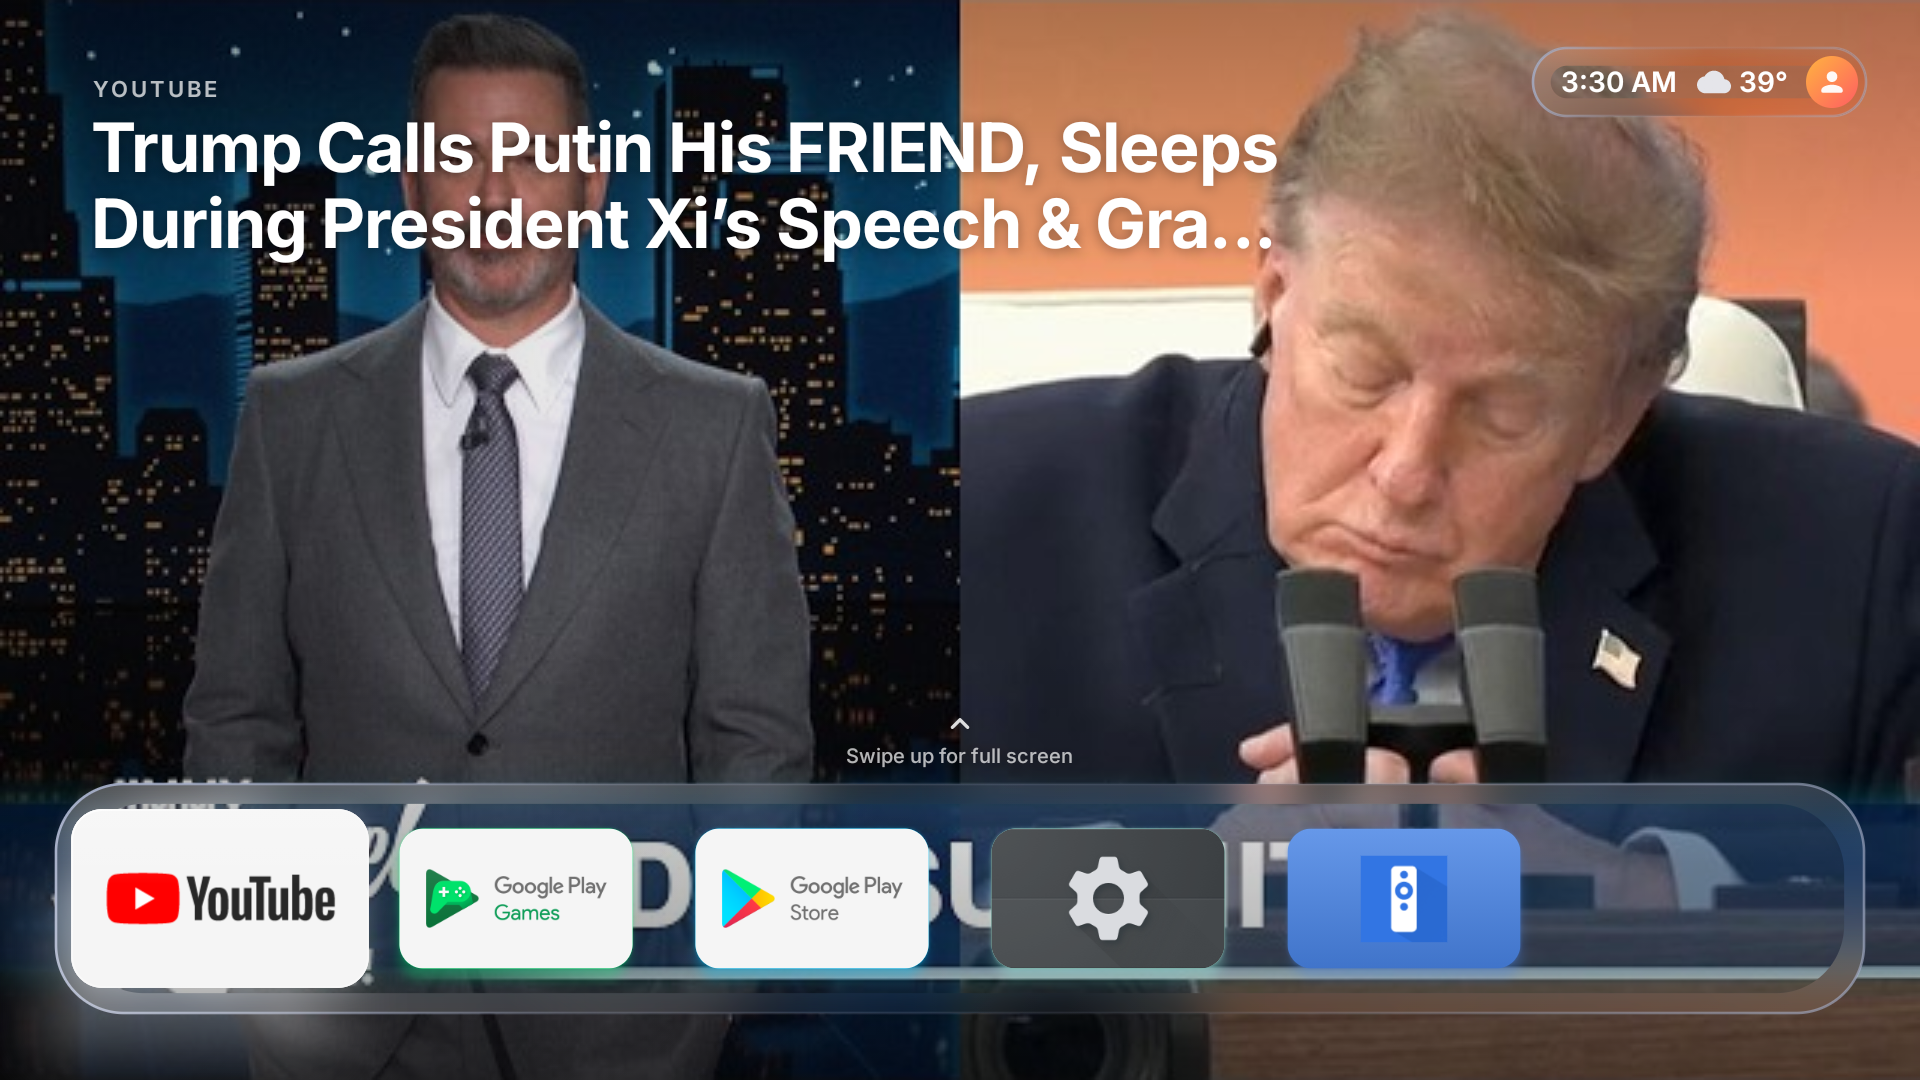 YOUTUBE
Trump Calls Putin His FRIEND, Sleeps
During President Xi’s Speech & Gra…
3:30 AM 39°
Swipe up for full screen
YouTube
Google Play
Games
Google Play
Store